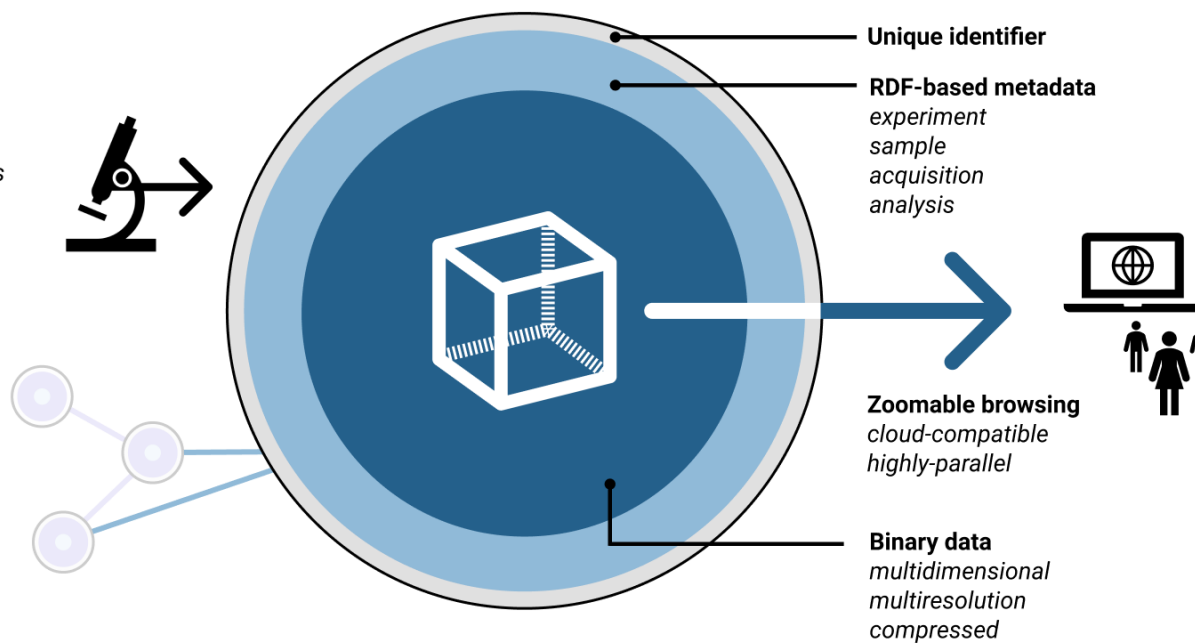 Unique identifier
RDF-based metadata
experiment
sample
acquisition
analysis
Zoomable browsing
cloud-compatible
highly-parallel
Binary data
multidimensional
multiresolution
compressed